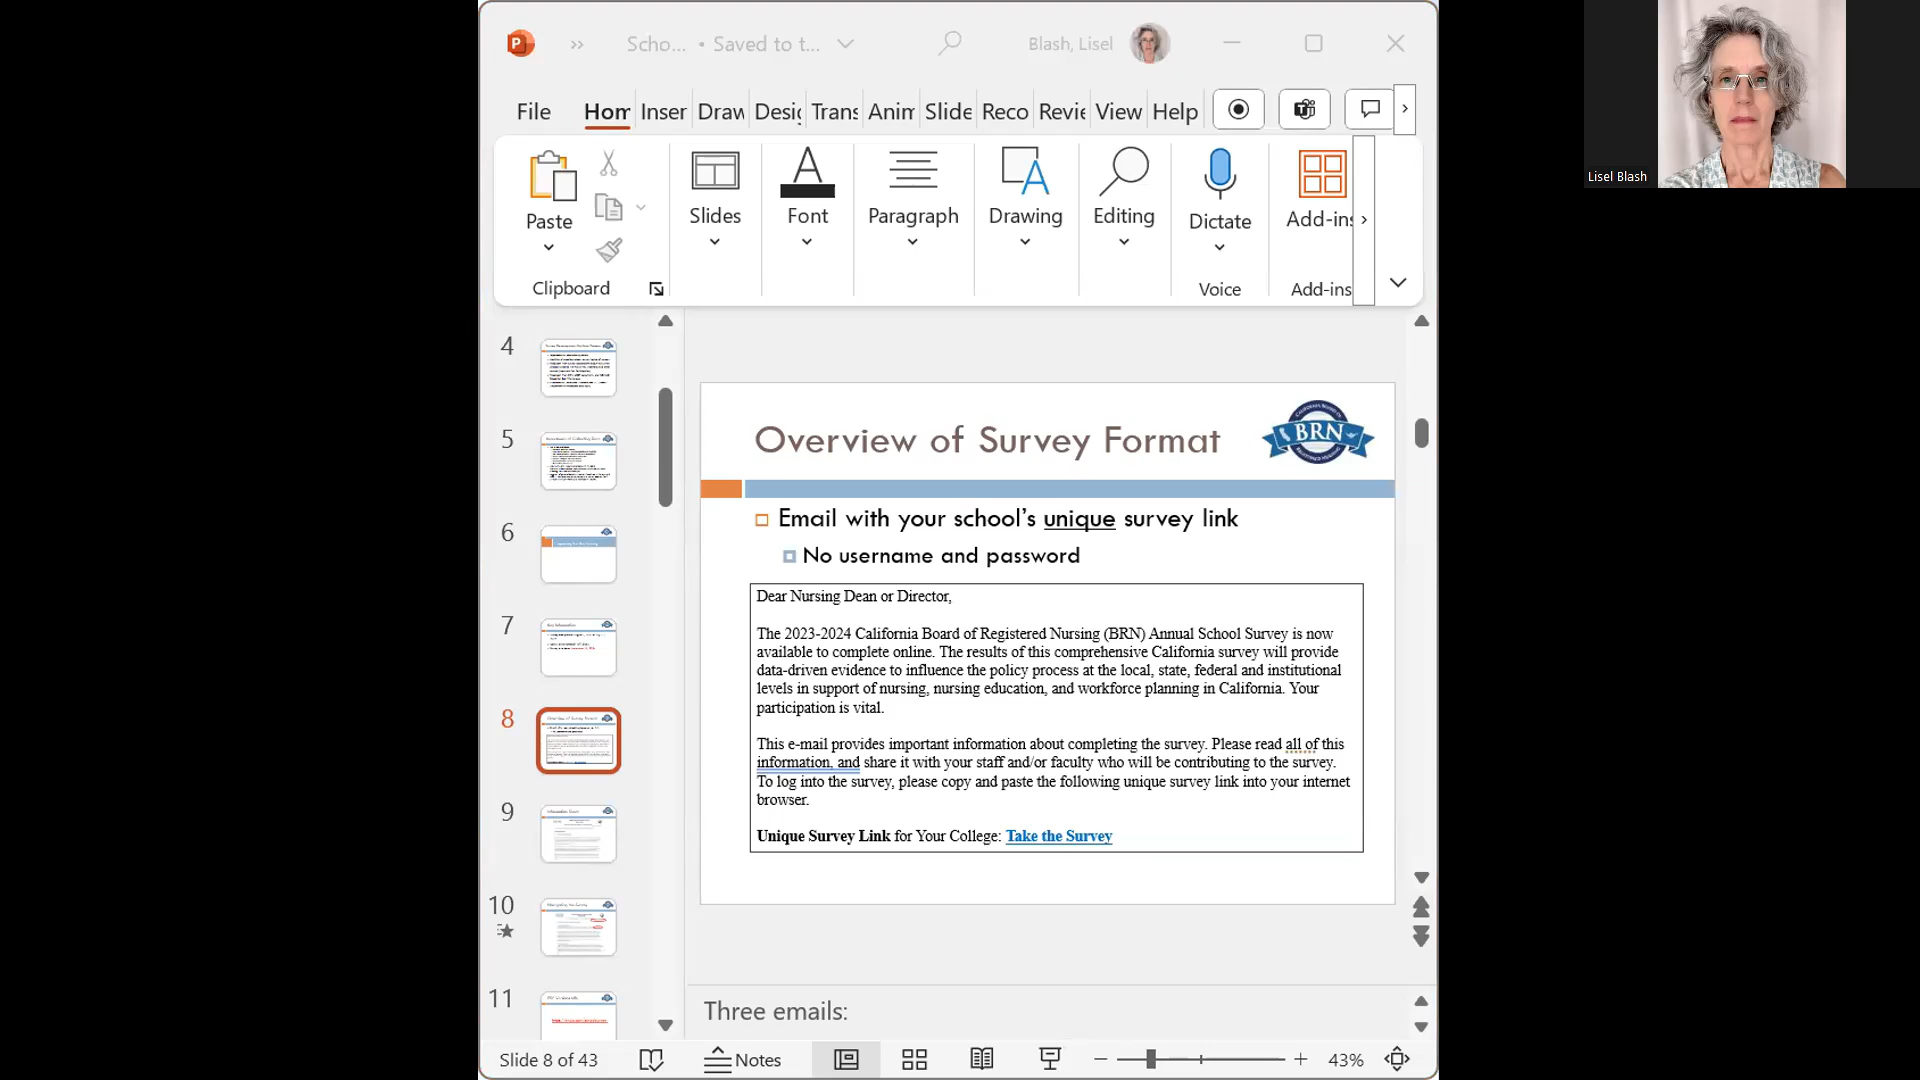 Scho... • Saved to t...
Blash, Lisel
File
Hom
Inser
Draw
Desig
Trans
Anim
Slide
Reco
Revie
View
Help
Paste
Slides
Font
Paragraph
Drawing
Editing
Dictate
Add-ins
Clipboard
Voice
Add-ins
Lisel Blash
4
5
6
7
8
9
10
11
Overview of Survey Format
BRN
Email with your school's unique survey link
No username and password
Dear Nursing Dean or Director,
The 2023-2024 California Board of Registered Nursing (BRN) Annual School Survey is now
available to complete online. The results of this comprehensive California survey will provide
data-driven evidence to influence the policy process at the local, state, federal and institutional
levels in support of nursing, nursing education, and workforce planning in California. Your
participation is vital.
This e-mail provides important information about completing the survey. Please read all of this
information, and share it with your staff and/or faculty who will be contributing to the survey.
To log into the survey, please copy and paste the following unique survey link into your internet
browser.
Unique Survey Link for Your College: Take the Survey
Three emails:
Slide 8 of 43
Notes
43%